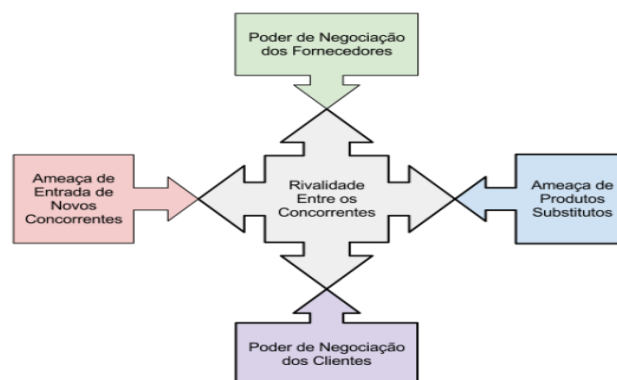 Poder de Negociação
dos Fornecedores
Ameaça de
Entrada de
Novos
Concorrentes
Rivalidade
Entre os
Concorrentes
Ameaça de
Produtos
Substitutos
Poder de Negociação
dos Clientes